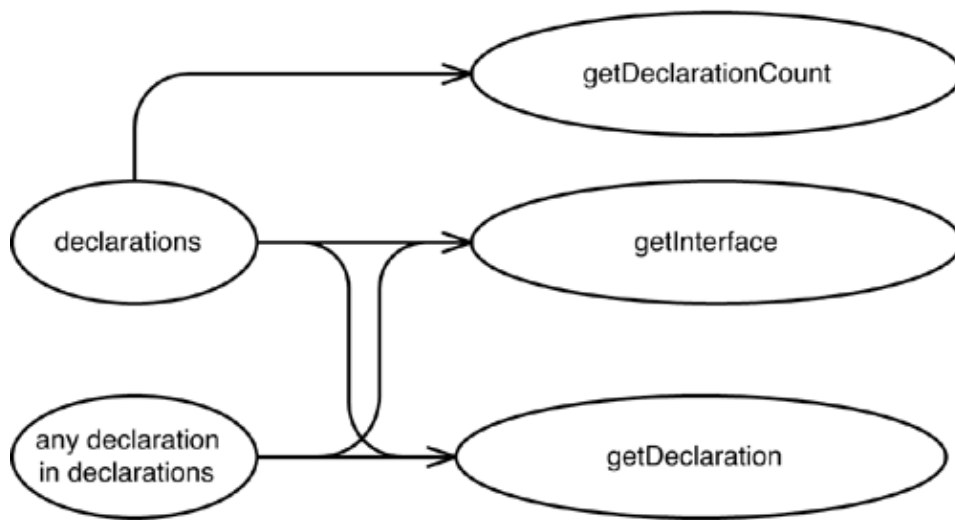 getDeclarationCount
declarations
getInterface
any declaration
in declarations
getDeclaration